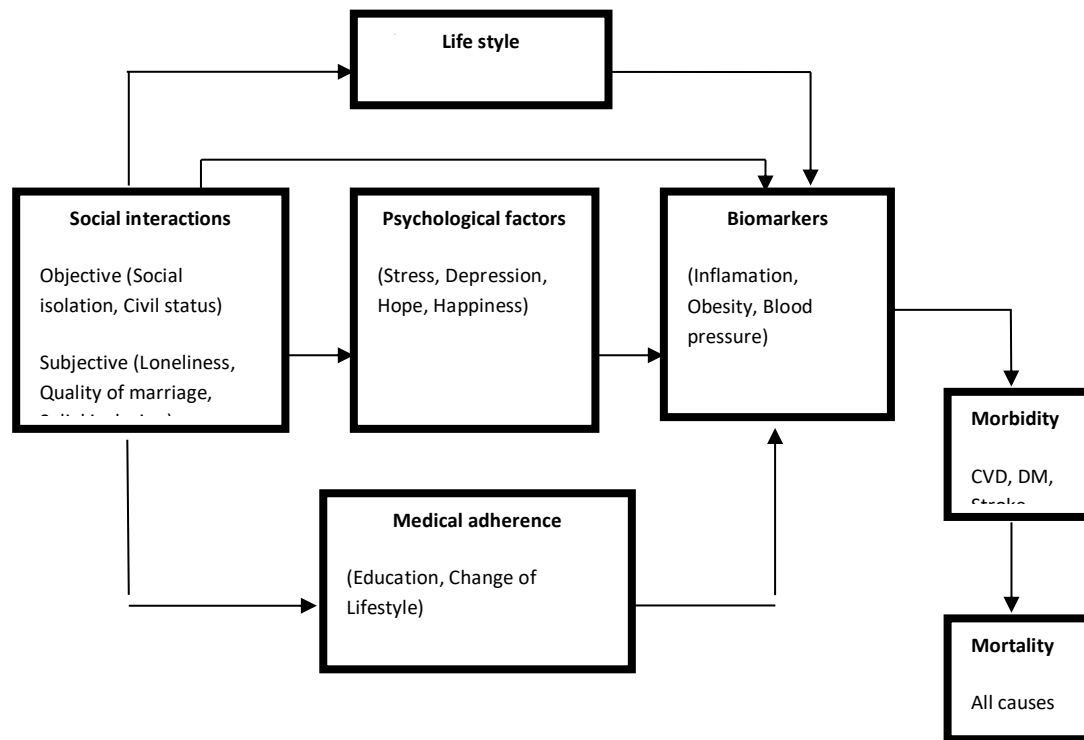 Life style
Social interactions
Objective (Social
isolation, Civil status)
Subjective (Loneliness,
Quality of marriage,
Psychological factors
(Stress, Depression,
Hope, Happiness)
Biomarkers
(Inflamation,
Obesity, Blood
pressure)
Medical adherence
(Education, Change of
Lifestyle)
Morbidity
CVD, DM,
Stroke
Mortality
All causes